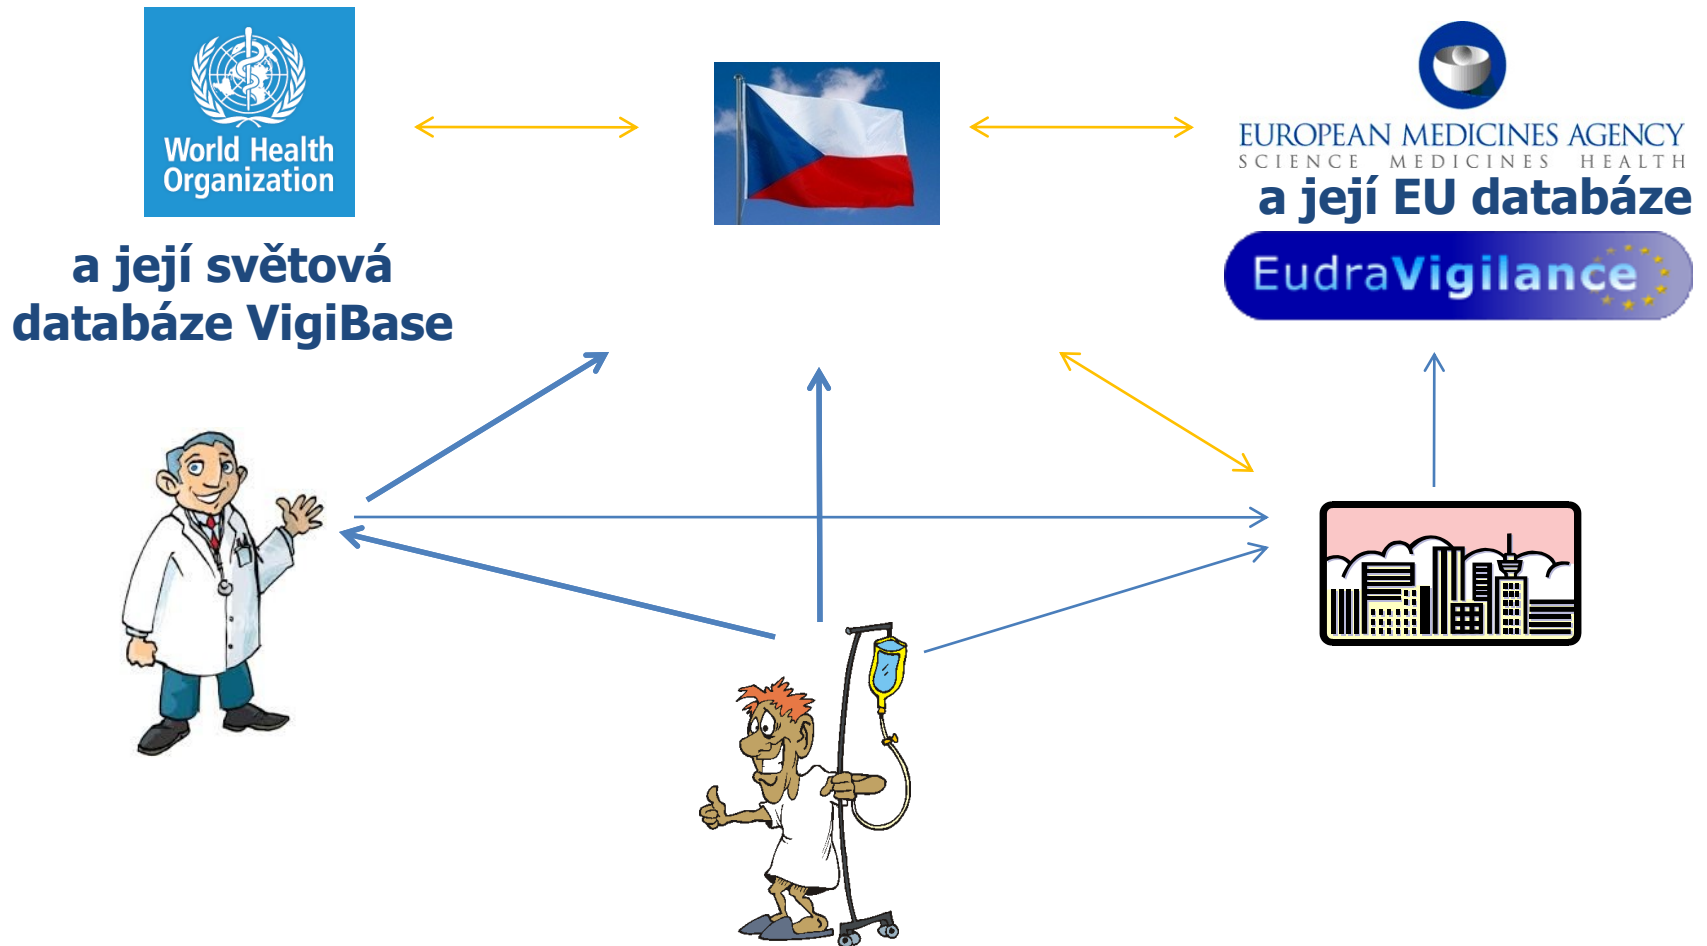 World Health
Organization
a její světová
databáze VigiBase
EUROPEAN MEDICINES AGENCY
SCIENCE MEDICINES HEALTH
a její EU databáze
EudraVigilance